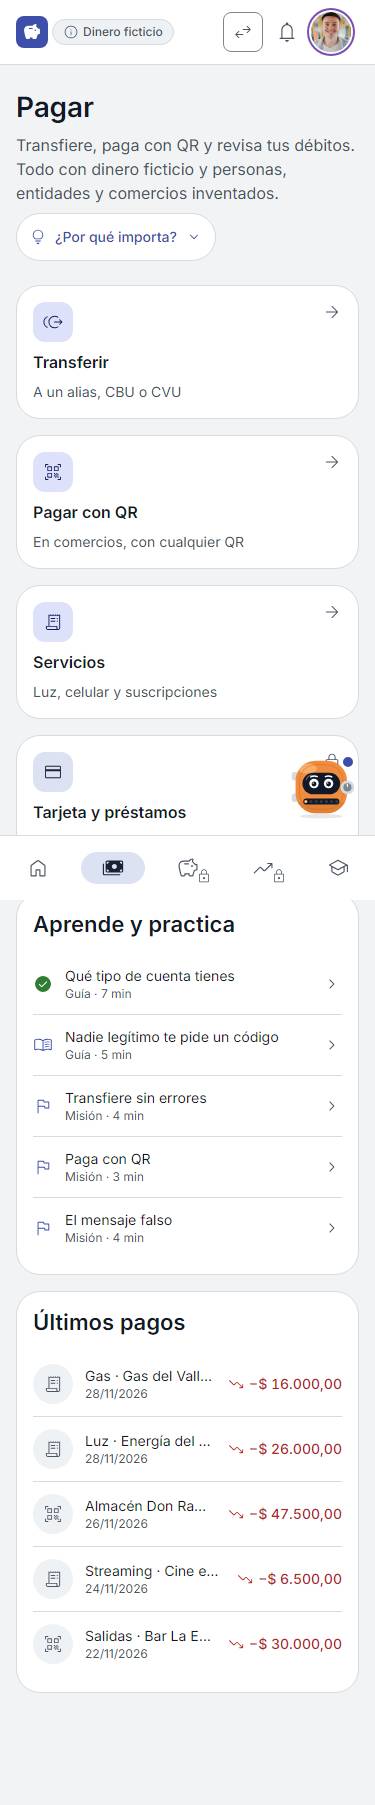 Dinero ficticio
Pagar
Transfiere, paga con QR y revisa tus débitos.
Todo con dinero ficticio y personas,
entidades y comercios inventados.
¿Por qué importa?
Transferir
A un alias, CBU o CVU
Pagar con QR
En comercios, con cualquier QR
Servicios
Luz, celular y suscripciones
Tarjeta y préstamos
Aprende y practica
Qué tipo de cuenta tienes
Guía · 7 min
Nadie legítimo te pide un código
Guía · 5 min
Transfiere sin errores
Misión · 4 min
Paga con QR
Misión · 3 min
El mensaje falso
Misión · 4 min
Últimos pagos
Gas · Gas del Vall... −$ 16.000,00
28/11/2026
Luz · Energía del ... −$ 26.000,00
28/11/2026
Almacén Don Ra... −$ 47.500,00
26/11/2026
Streaming · Cine e... −$ 6.500,00
24/11/2026
Salidas · Bar La E... −$ 30.000,00
22/11/2026